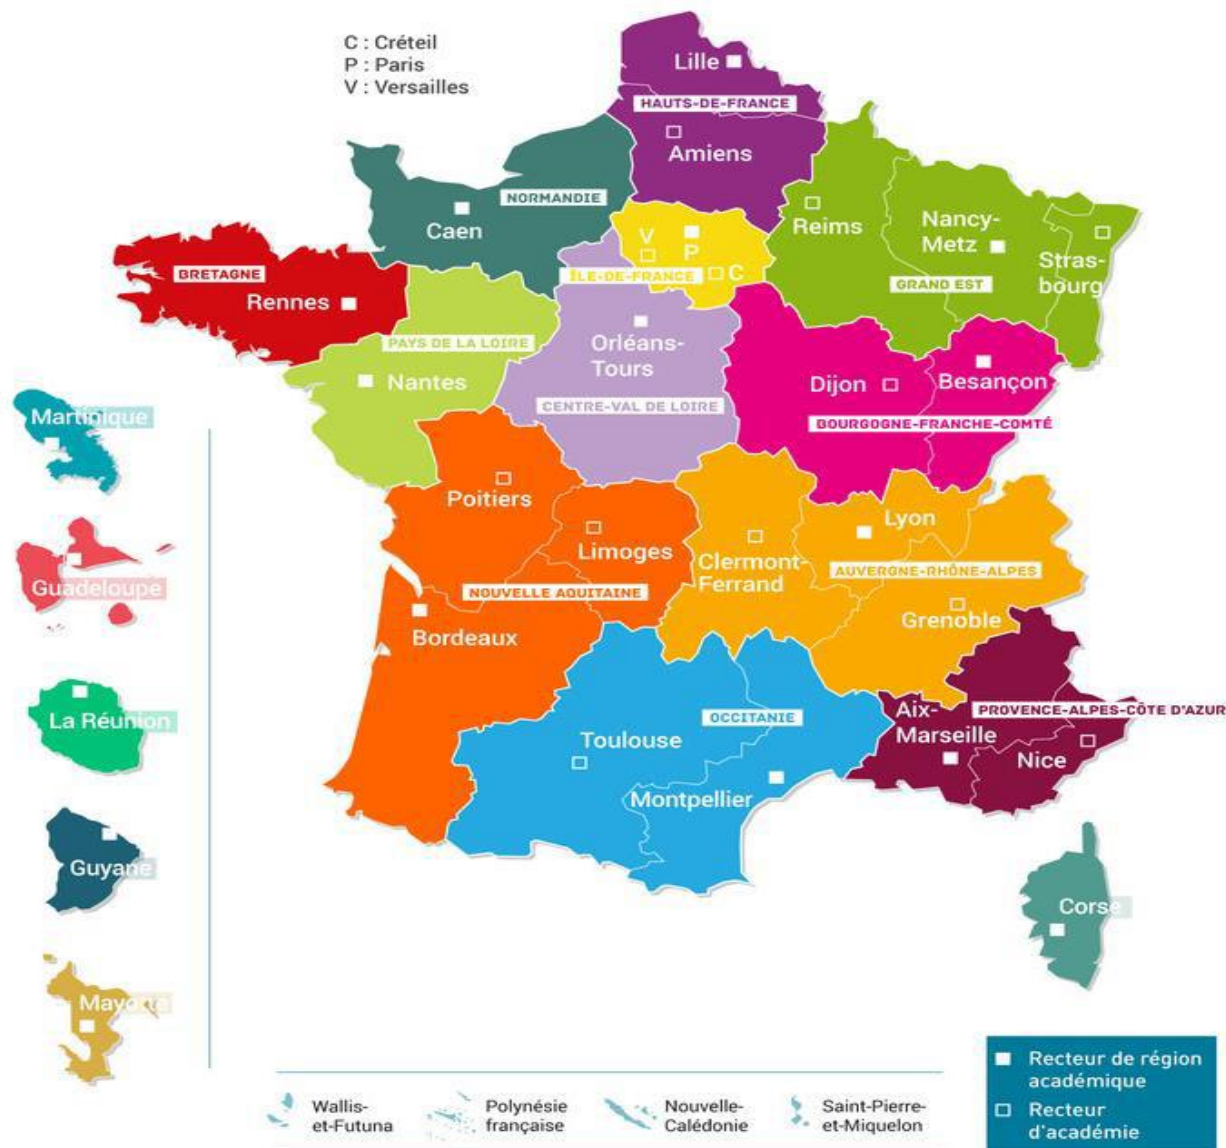 C : Créteil
P : Paris
V : Versailles
Lille
HAUTS-DE-FRANCE
Amiens
NORMANDIE
Caen
Reims
Nancy-
Metz
Stras-
bourg
GRAND EST
V
P
C
ÎLE-DE-FRANCE
BRETAGNE
Rennes
PAYS DE LA LOIRE
Nantes
Orléans-
Tours
CENTRE-VAL DE LOIRE
Dijon
Besançon
BOURGOGNE-FRANCHE-COMTÉ
Martinique
Guadeloupe
La Réunion
Guyane
Mayotte
Poitiers
Limoges
NOUVELLE AQUITAINE
Bordeaux
Clermont-
Ferrand
Lyon
AUVERGNE-RHÔNE-ALPES
Grenoble
Toulouse
OCCITANIE
Montpellier
Aix-
Marseille
PROVENCE-ALPES-CÔTE D'AZUR
Nice
Corse
Wallis-
et-Futuna
Polynésie
française
Nouvelle-
Calédonie
Saint-Pierre-
et-Miquelon
Recteur de région
académique
Recteur
d'académie